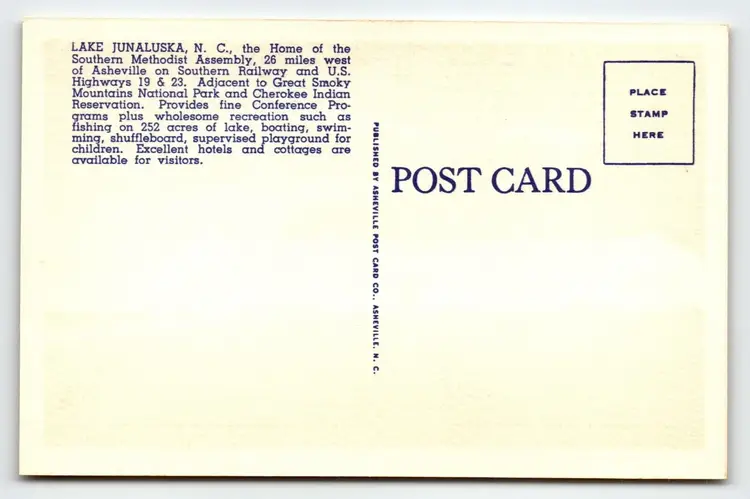 LAKE JUNALUSKA, N. C., the Home of the
Southern Methodist Assembly, 26 miles west
of Asheville on Southern Railway and U.S.
Highways 19 & 23. Adjacent to Great Smoky
Mountains National Park and Cherokee Indian
Reservation. Provides fine Conference Pro-
grams plus wholesome recreation such as
fishing on 252 acres of lake, boating, swim-
ming, shuffleboard, supervised playground for
children. Excellent hotels and cottages are
available for visitors.
PUBLISHED BY ASHEVILLE POST CARD CO., ASHEVILLE, N. C.
POST CARD
PLACE
STAMP
HERE